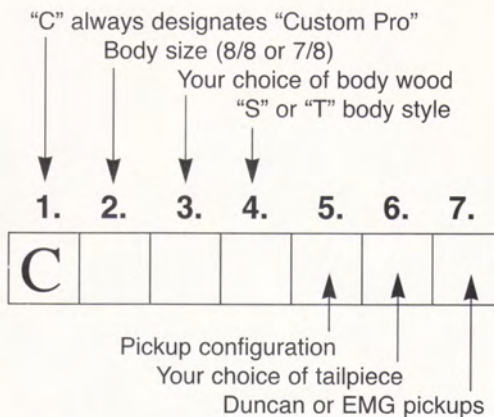 “C” always designates “Custom Pro”
Body size (8/8 or 7/8)
Your choice of body wood
“S” or “T” body style
1. 2. 3. 4. 5. 6. 7.
C
Pickup configuration
Your choice of tailpiece
Duncan or EMG pickups